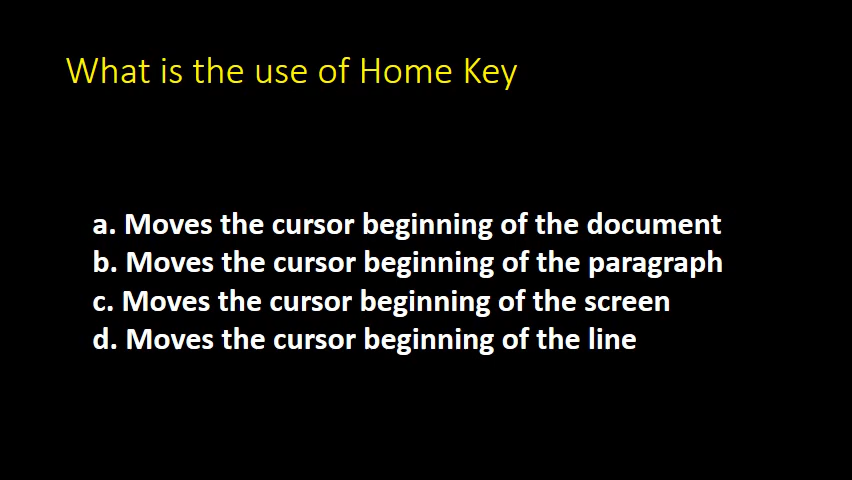 What is the use of Home Key
a. Moves the cursor beginning of the document
b. Moves the cursor beginning of the paragraph
c. Moves the cursor beginning of the screen
d. Moves the cursor beginning of the line